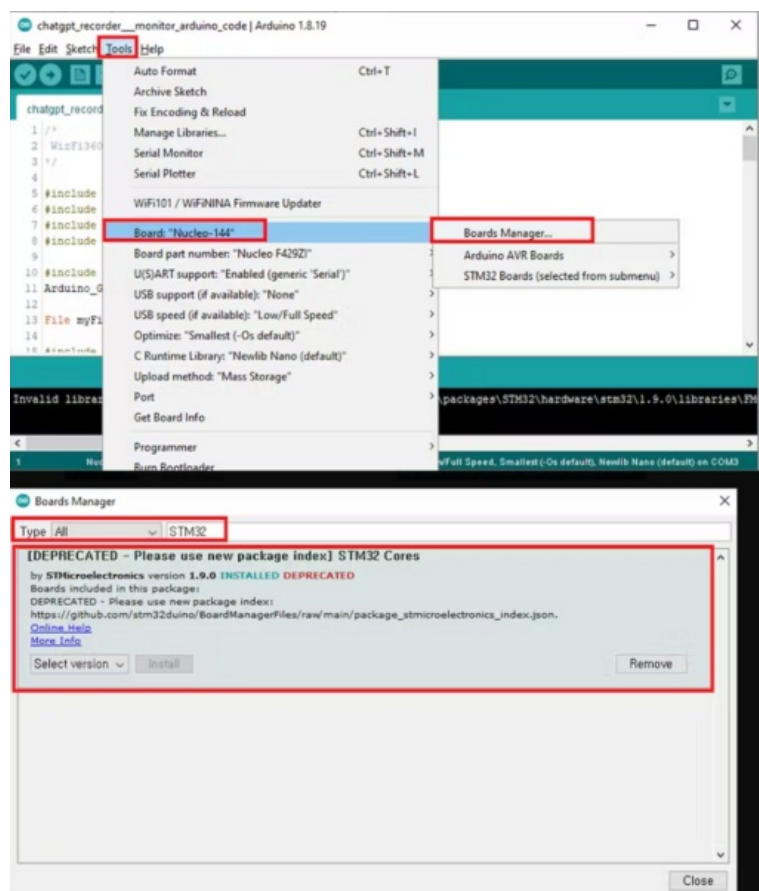 chatgpt_recorder__monitor_arduino_code | Arduino 1.8.19
File Edit Sketch Tools Help
chatgpt_record
Auto Format Ctrl+T
Archive Sketch
Fix Encoding & Reload
Manage Libraries... Ctrl+Shift+I
Serial Monitor Ctrl+Shift+M
Serial Plotter Ctrl+Shift+L
WiFi101 / WiFiNINA Firmware Updater
Board: "Nucleo-144"
Board part number: "Nucleo F429ZI"
U(S)ART support: "Enabled (generic 'Serial')"
USB support (if available): "None"
USB speed (if available): "Low/Full Speed"
Optimize: "Smallest (-Os default)"
C Runtime Library: "Newlib Nano (default)"
Upload method: "Mass Storage"
Port
Get Board Info
Programmer
Burn Bootloader
Boards Manager...
Arduino AVR Boards
STM32 Boards (selected from submenu)
1 /*
2 WizFi360
3 */
4
5 #include
6 #include
7 #include
8 #include
9
10 #include
11 Arduino_G
12
13 File myFi
14
15 #include
Invalid librar \packages\STM32\hardware\stm32\1.9.0\libraries\FM
1 Nuc w/Full Speed, Smallest (-Os default), Newlib Nano (default) on COM3
Boards Manager
Type All STM32
[DEPRECATED - Please use new package index] STM32 Cores
by STMicroelectronics version 1.9.0 INSTALLED DEPRECATED
Boards included in this package:
DEPRECATED - Please use new package index:
https://github.com/stm32duino/BoardManagerFiles/raw/main/package_stmicroelectronics_index.json.
Online Help
More Info
Select version Install Remove
Close